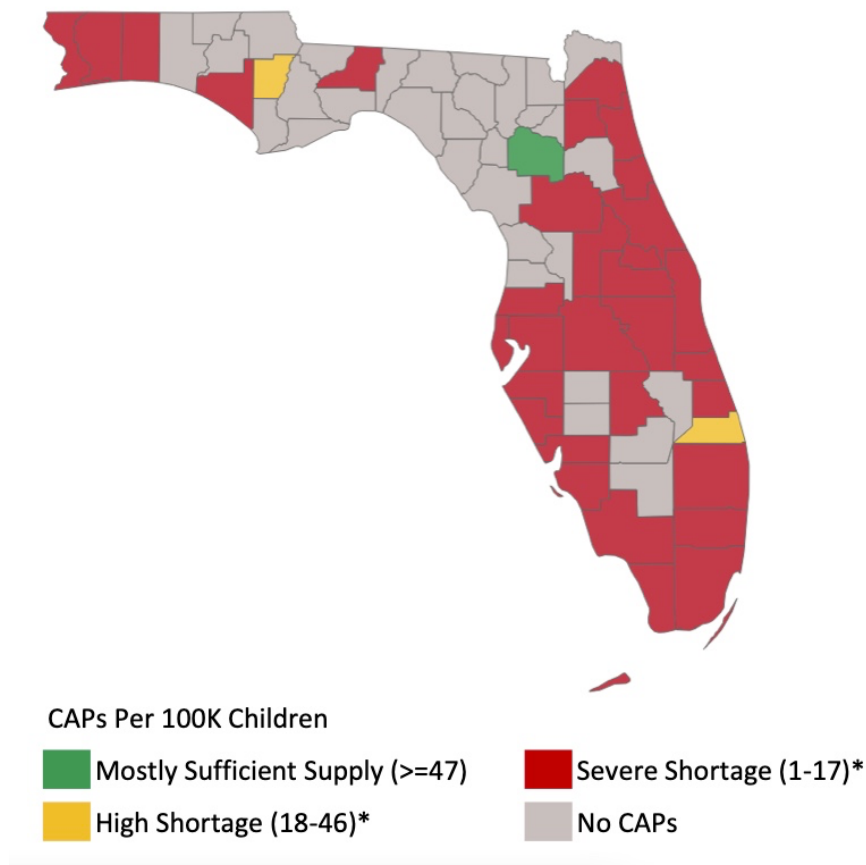 CAPs Per 100K Children
Mostly Sufficient Supply (>=47)
Severe Shortage (1-17)*
High Shortage (18-46)*
No CAPs